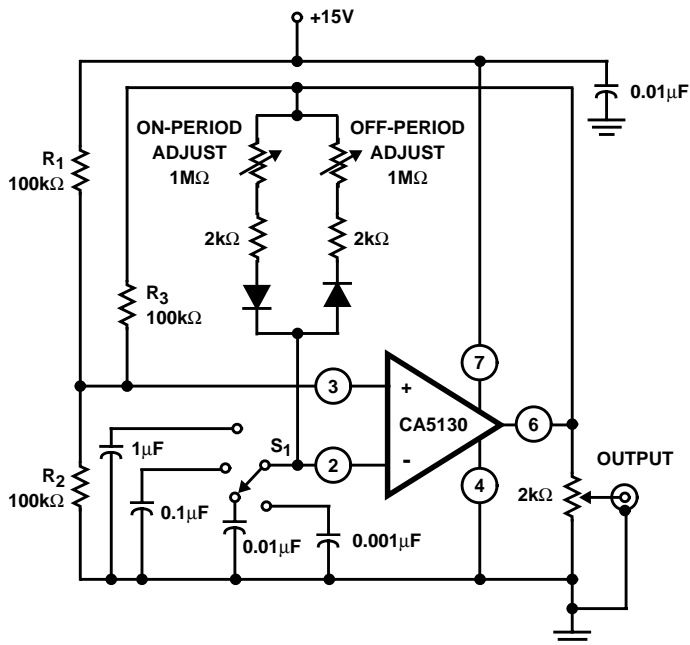 +15V
0.01μF
ON-PERIOD
ADJUST
1MΩ
OFF-PERIOD
ADJUST
1MΩ
R1
100kΩ
2kΩ
2kΩ
R3
100kΩ
7
3
+
CA5130
6
S1
2
-
4
OUTPUT
1μF
R2
100kΩ
0.1μF
0.01μF
0.001μF
2kΩ